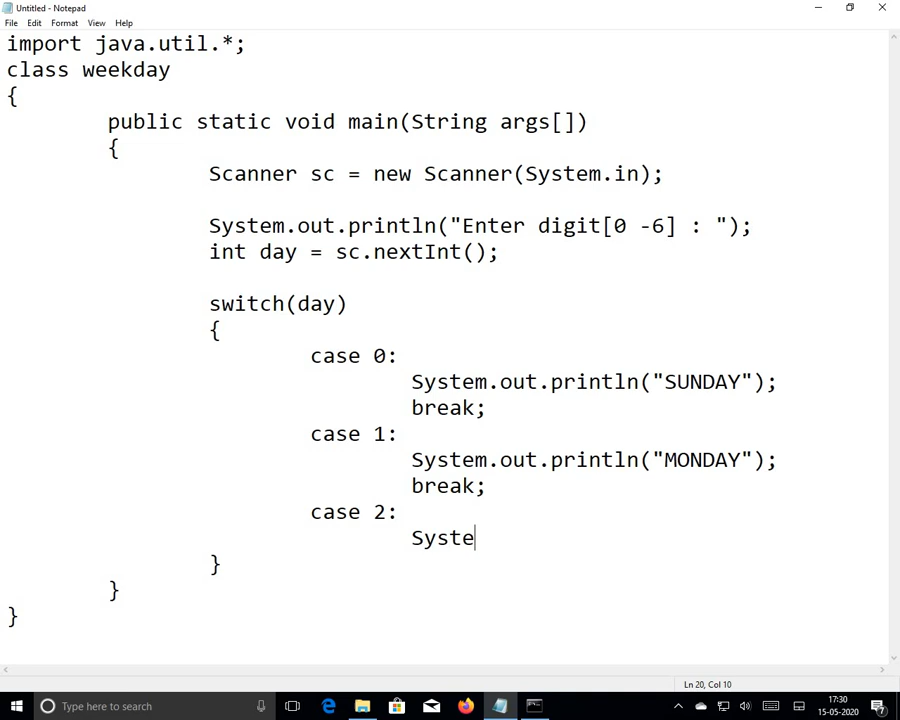 Untitled - Notepad
File Edit Format View Help
import java.util.*;
class weekday
{
public static void main(String args[])
{
Scanner sc = new Scanner(System.in);
System.out.println("Enter digit[0 -6] : ");
int day = sc.nextInt();
switch(day)
{
case 0:
System.out.println("SUNDAY");
break;
case 1:
System.out.println("MONDAY");
break;
case 2:
Syste
}
}
}
Ln 20, Col 10
Type here to search
17:30
15-05-2020
7